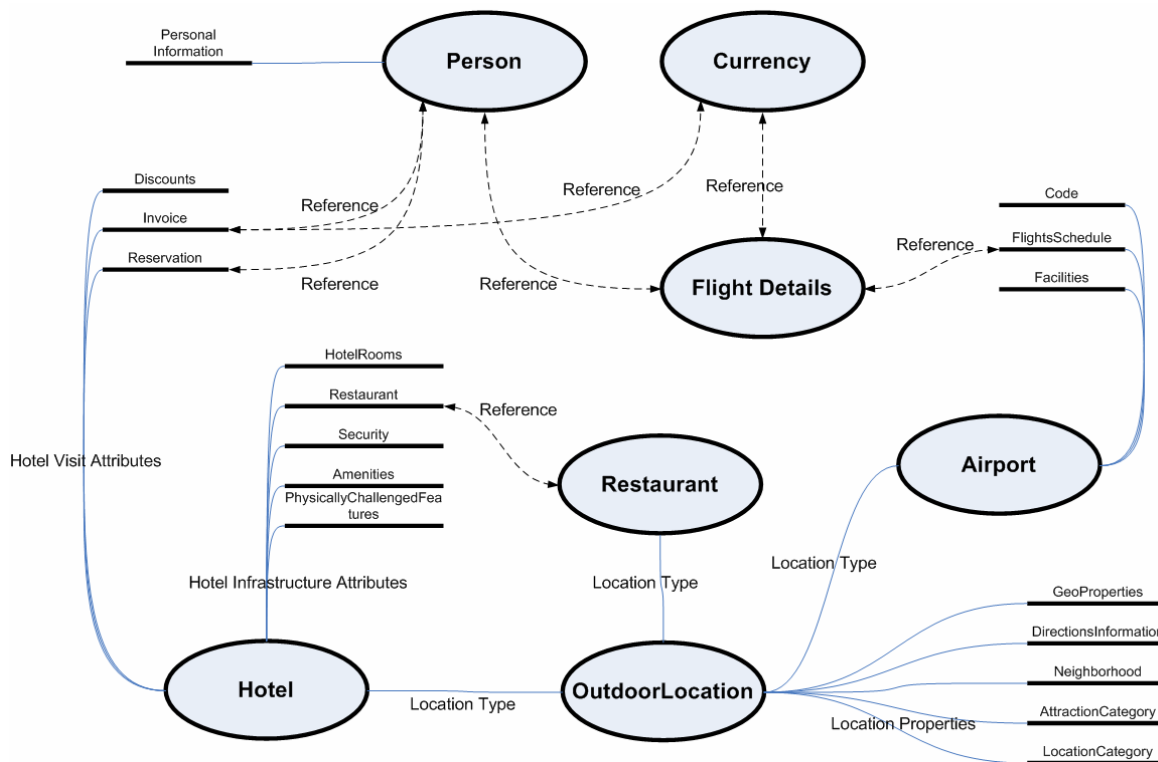 Personal
Information
Person
Currency
Discounts
Invoice
Reservation
Reference
Reference
Reference
Reference
Reference
Reference
Code
FlightsSchedule
Facilities
Flight Details
HotelRooms
Restaurant
Security
Amenities
PhysicallyChallengedFea
tures
Reference
Hotel Visit Attributes
Restaurant
Airport
Hotel Infrastructure Attributes
Location Type
Location Type
GeoProperties
DirectionsInformation
Neighborhood
AttractionCategory
LocationCategory
Hotel
OutdoorLocation
Location Type
Location Properties